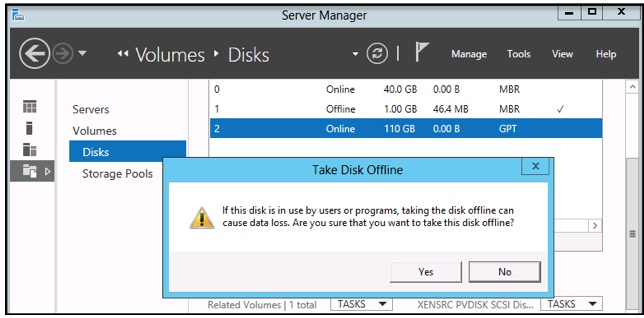 Server Manager
Volumes Disks
Manage Tools View Help
0 Online 40.0 GB 0.00 B MBR
Servers
1 Offline 1.00 GB 46.4 MB MBR ✓
Volumes
2 Online 110 GB 0.00 B GPT
Disks
Storage Pools
Take Disk Offline
x
If this disk is in use by users or programs, taking the disk offline can
cause data loss. Are you sure that you want to take this disk offline?
Yes No
Related Volumes | 1 total TASKS XENSRC PVDISK SCSI Dis... TASKS